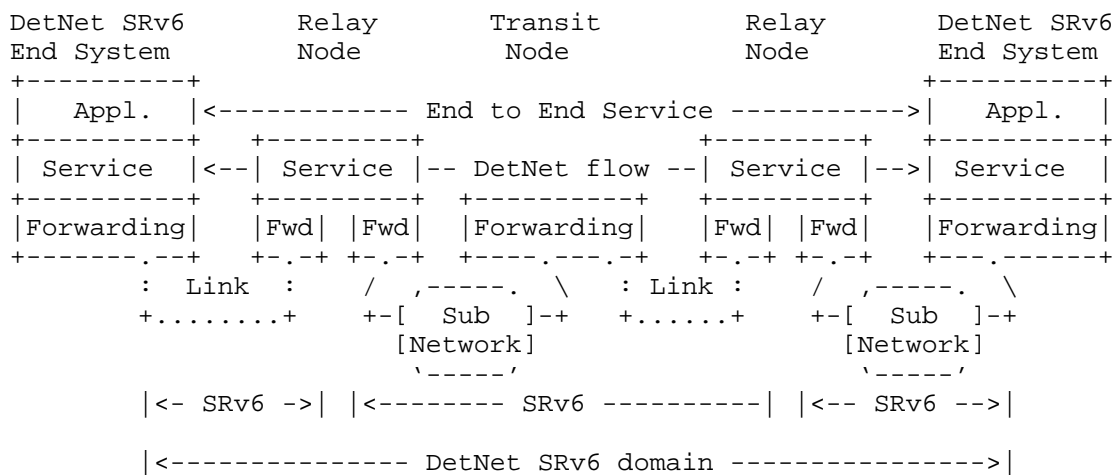 DetNet SRv6        Relay         Transit         Relay        DetNet SRv6
End System         Node           Node           Node         End System
+----------+                                                 +----------+
|   Appl.  |<------------ End to End Service ----------->|   Appl.  |
+----------+   +---------+                   +---------+   +----------+
| Service  |<--| Service |-- DetNet flow --| Service |-->| Service  |
+----------+   +---------+  +----------+   +---------+   +----------+
|Forwarding|   |Fwd| |Fwd|  |Forwarding|   |Fwd| |Fwd|   |Forwarding|
+-------.--+   +-.-+ +-.-+  +----.---.-+   +-.-+ +-.-+   +---.------+
:  Link  :    /  ,-----.  \   : Link :    /  ,-----.  \
+........+    +-[  Sub  ]-+   +......+    +-[  Sub  ]-+
[Network]                   [Network]
`-----'                     `-----'
|<- SRv6 ->| |<-------- SRv6 ----------| |<-- SRv6 -->|
|<--------------- DetNet SRv6 domain ---------------->|